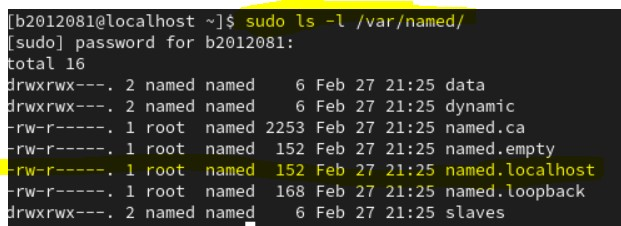 [b2012081@localhost ~]$ sudo ls -l /var/named/
[sudo] password for b2012081:
total 16
drwxrwx---. 2 named named    6 Feb 27 21:25 data
drwxrwx---. 2 named named    6 Feb 27 21:25 dynamic
-rw-r-----. 1 root  named 2253 Feb 27 21:25 named.ca
-rw-r-----. 1 root  named  152 Feb 27 21:25 named.empty
-rw-r-----. 1 root  named  152 Feb 27 21:25 named.localhost
-rw-r-----. 1 root  named  168 Feb 27 21:25 named.loopback
drwxrwx---. 2 named named    6 Feb 27 21:25 slaves